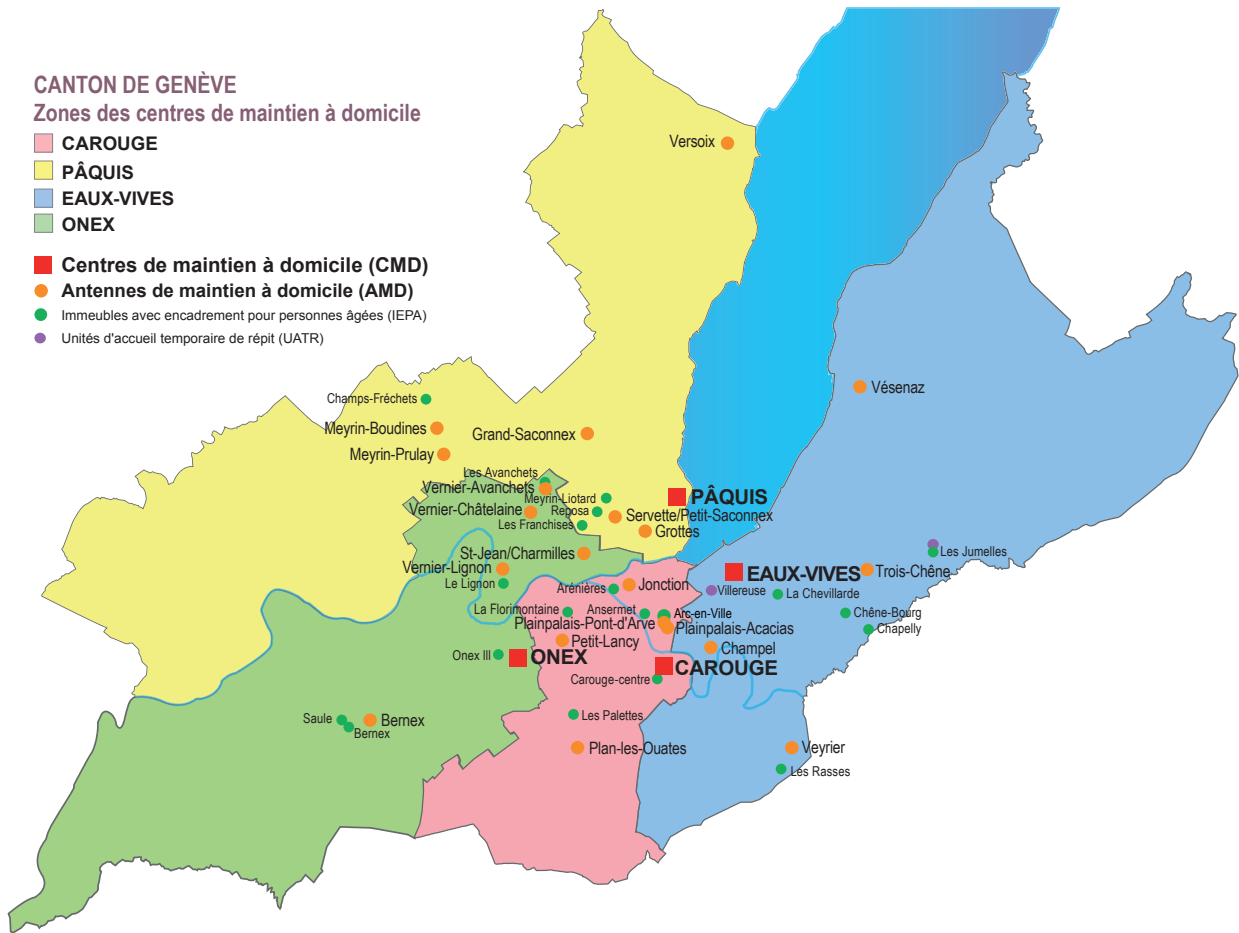 CANTON DE GENÈVE
Zones des centres de maintien à domicile
CAROUGE
PÂQUIS
EAUX-VIVES
ONEX
Centres de maintien à domicile (CMD)
Antennes de maintien à domicile (AMD)
Immeubles avec encadrement pour personnes âgées (IEPA)
Unités d'accueil temporaire de répit (UATR)
Versoix
Vésenaz
Champs-Fréchets
Meyrin-Boudines
Grand-Saconnex
Meyrin-Prulay
Les Avanchets
Vernier-Avanchets
Meyrin-Liotard
PÂQUIS
Vernier-Châtelaine
Reposa
Servette/Petit-Saconnex
Les Franchises
Grottes
St-Jean/Charmilles
Les Jumelles
Vernier-Lignon
EAUX-VIVES
Trois-Chêne
Le Lignon
Arénières
Jonction
Villereuse
La Chevillarde
La Florimontaine
Ansermet
Arc-en-Ville
Chêne-Bourg
Plainpalais-Pont-d'Arve
Plainpalais-Acacias
Chapelly
Petit-Lancy
Champel
Onex III
ONEX
CAROUGE
Carouge-centre
Saule
Bernex
Bernex
Les Palettes
Plan-les-Ouates
Veyrier
Les Rasses